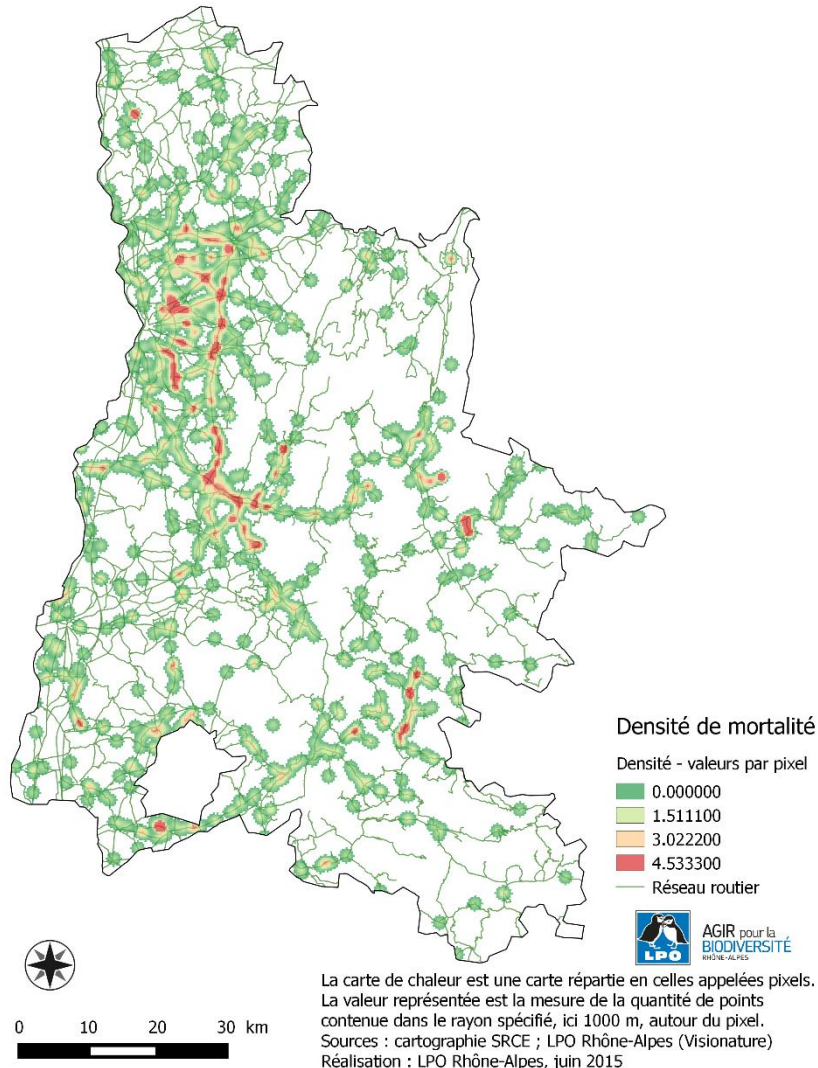 Densité de mortalité
Densité - valeurs par pixel
0.000000
1.511100
3.022200
4.533300
Réseau routier
LPO
AGIR pour la
BIODIVERSITÉ
RHÔNE-ALPES
La carte de chaleur est une carte répartie en celles appelées pixels.
La valeur représentée est la mesure de la quantité de points
contenue dans le rayon spécifié, ici 1000 m, autour du pixel.
Sources : cartographie SRCE ; LPO Rhône-Alpes (Visionature)
Réalisation : LPO Rhône-Alpes, juin 2015
0 10 20 30 km